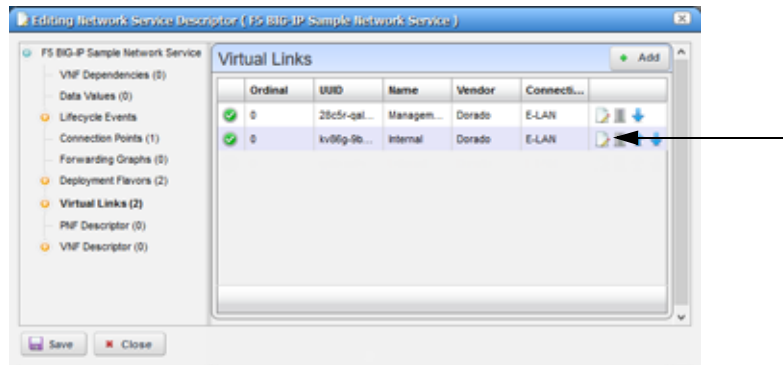 Editing Network Service Descriptor ( F5 BIG-IP Sample Network Service )
F5 BIG-IP Sample Network Service
VNF Dependencies (0)
Data Values (0)
Lifecycle Events
Connection Points (1)
Forwarding Graphs (0)
Deployment Flavors (2)
Virtual Links (2)
PNF Descriptor (0)
VNF Descriptor (0)
Virtual Links
Add
Ordinal UUID Name Vendor Connecti...
0 28c5r-qal... Managem... Dorado E-LAN
0 kv86g-9b... Internal Dorado E-LAN
Save Close